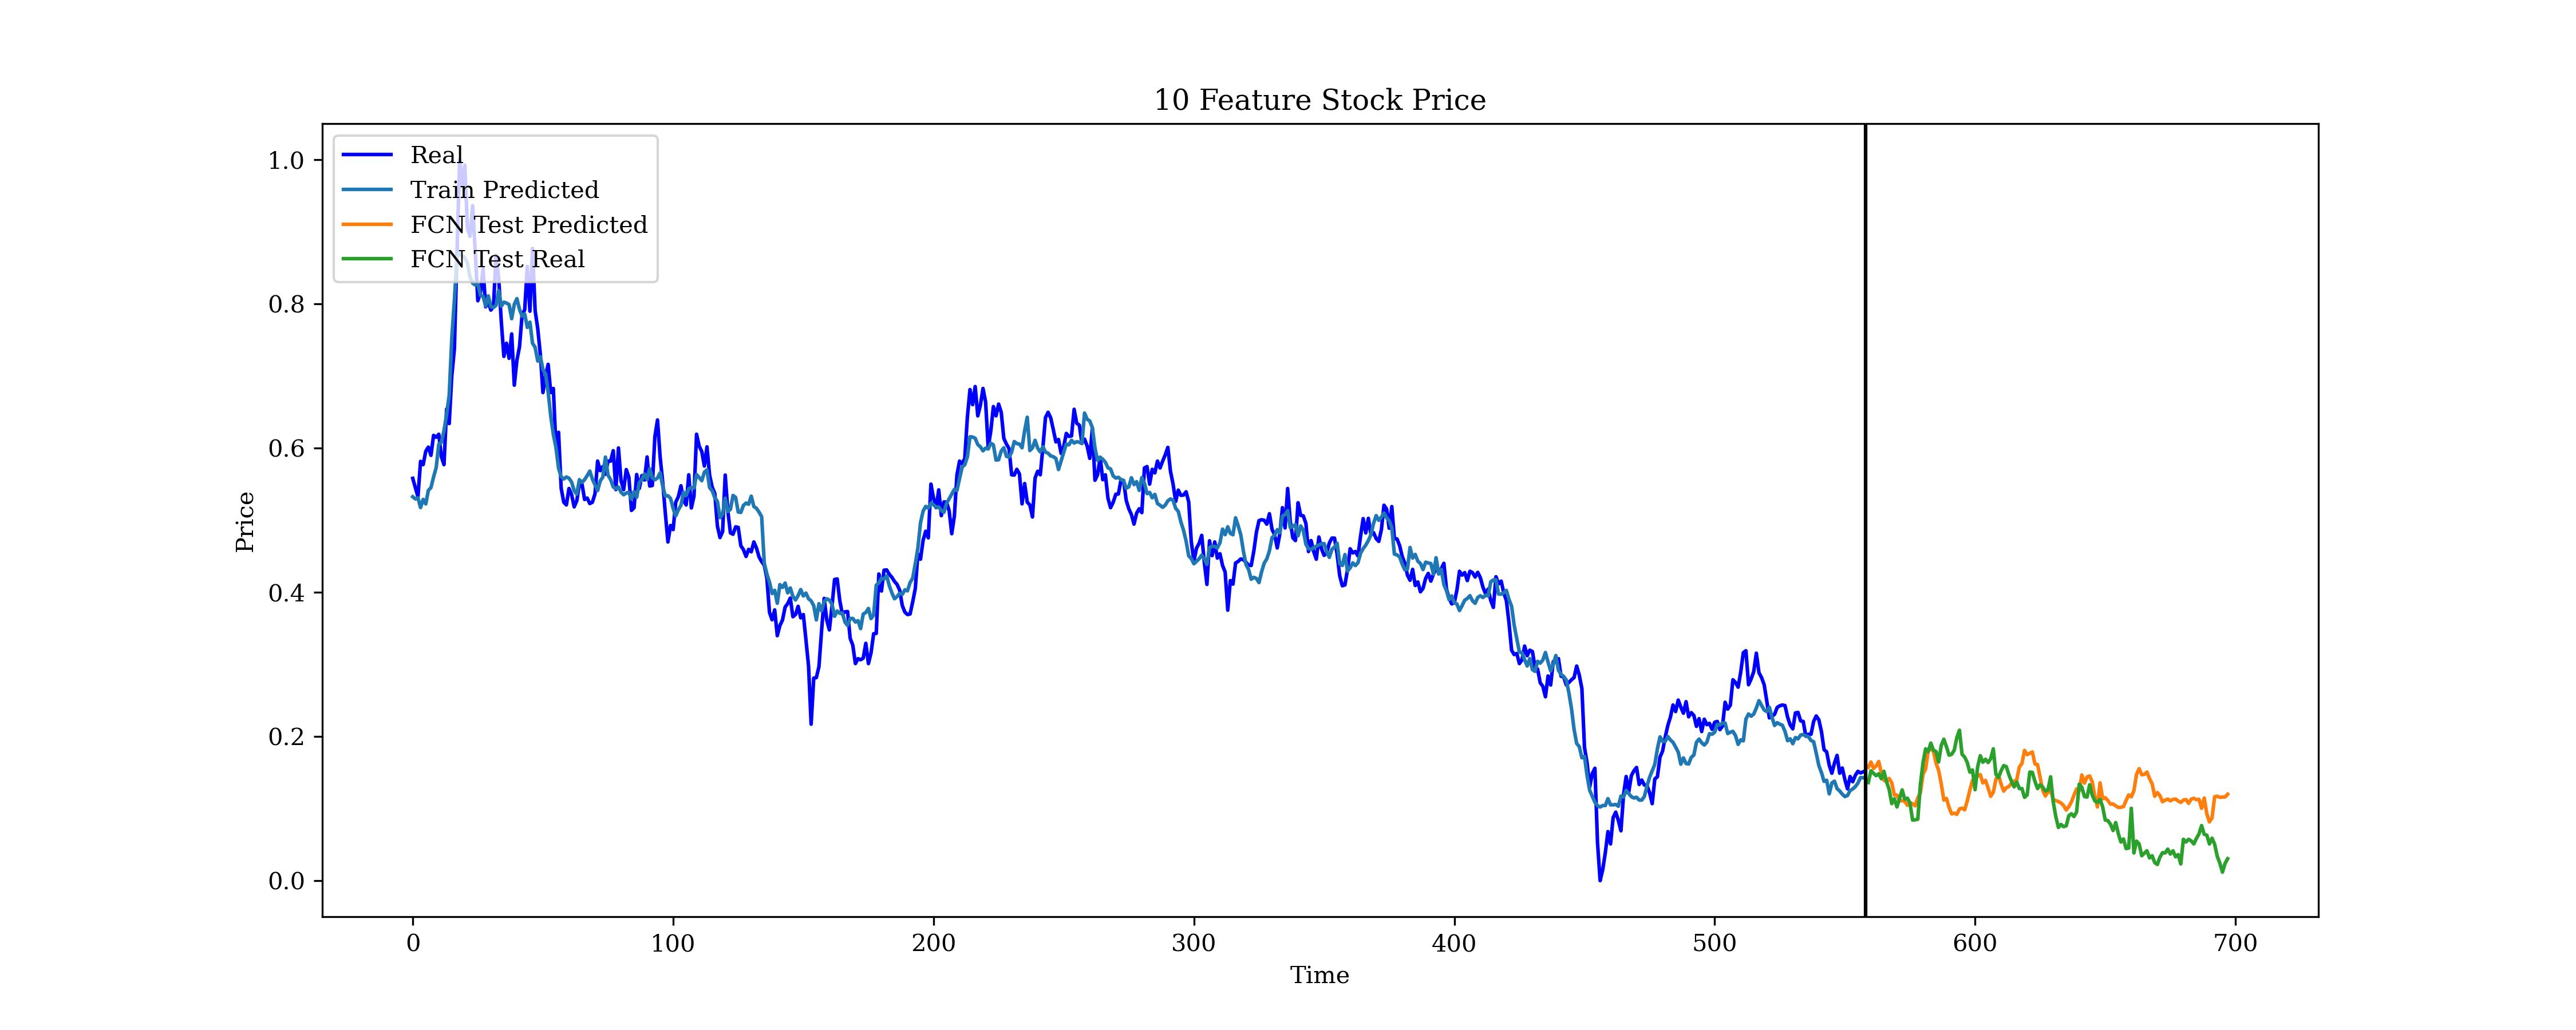 10 Feature Stock Price
Real
Train Predicted
FCN Test Predicted
FCN Test Real
1.0
0.8
0.6
0.4
0.2
0.0
Price
0 100 200 300 400 500 600 700
Time